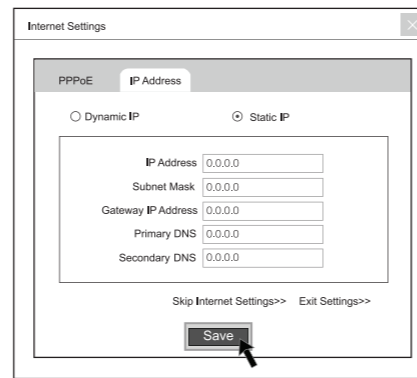 Internet Settings
PPPoE IP Address
Dynamic IP Static IP
IP Address 0.0.0.0
Subnet Mask 0.0.0.0
Gateway IP Address 0.0.0.0
Primary DNS 0.0.0.0
Secondary DNS 0.0.0.0
Skip Internet Settings>> Exit Settings>>
Save